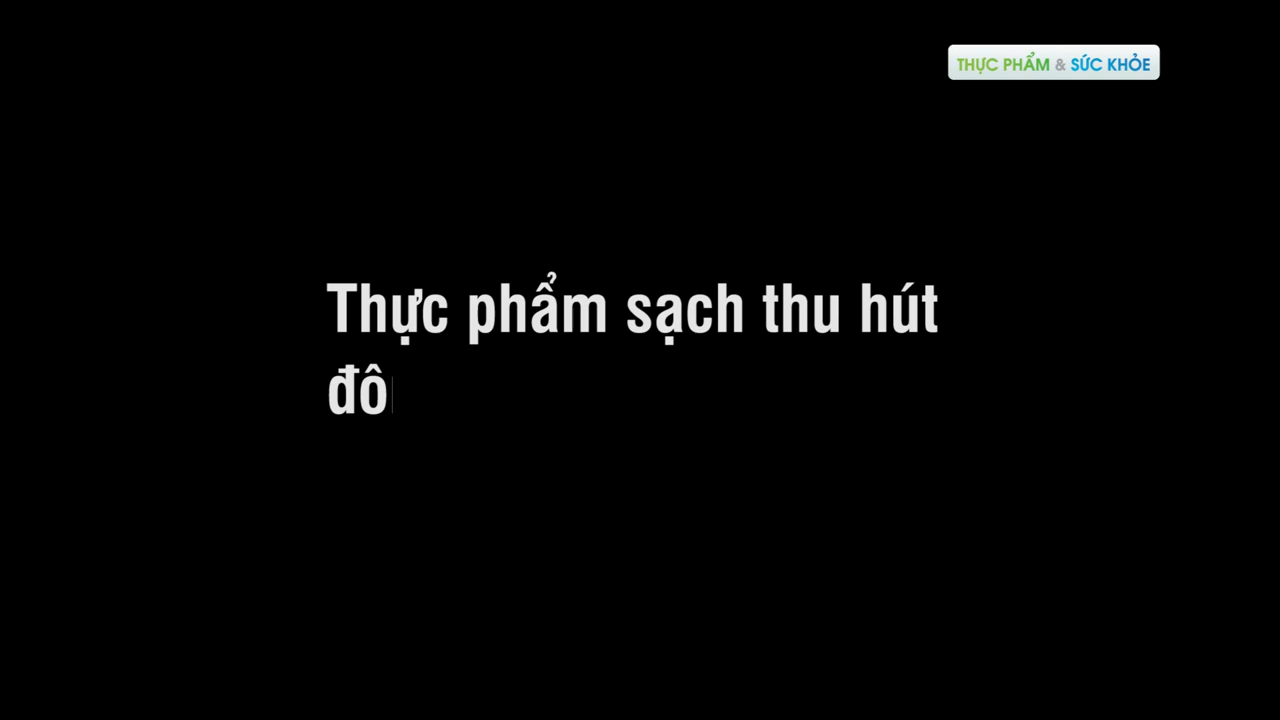 THỰC PHẨM & SỨC KHỎE
Thực phẩm sạch thu hút
đô